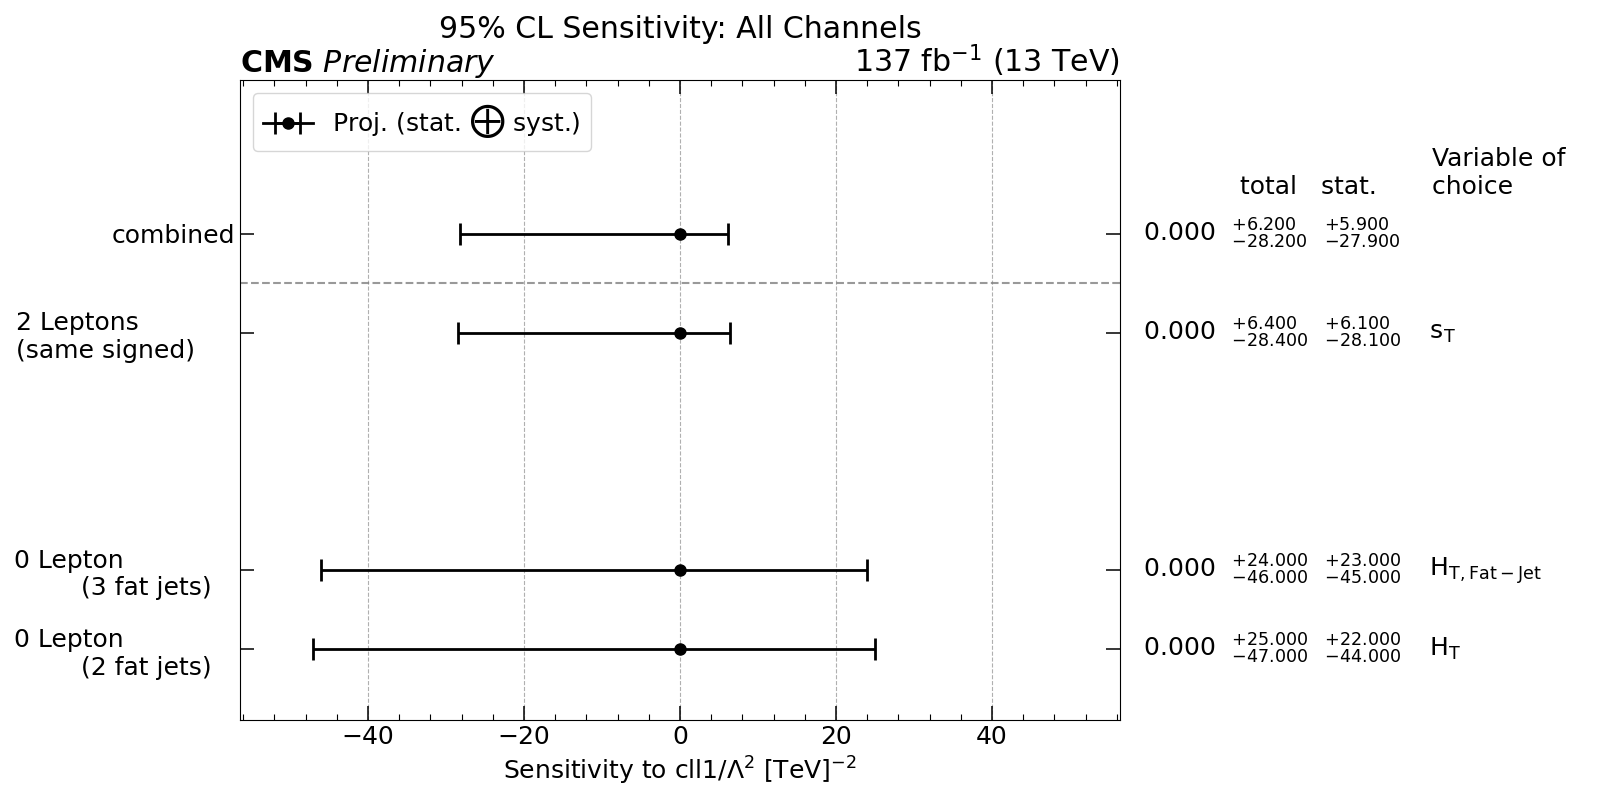 95% CL Sensitivity: All Channels
CMS Preliminary
137 fb⁻¹ (13 TeV)
Proj. (stat. ⊕ syst.)
Variable of
choice
total stat.
combined
0.000 +6.200 −28.200 +5.900 −27.900
2 Leptons
(same signed)
0.000 +6.400 −28.400 +6.100 −28.100 s_T
0 Lepton
(3 fat jets)
0.000 +24.000 −46.000 +23.000 −45.000 H_T, Fat−Jet
0 Lepton
(2 fat jets)
0.000 +25.000 −47.000 +22.000 −44.000 H_T
−40 −20 0 20 40
Sensitivity to cll1/Λ² [TeV]⁻²